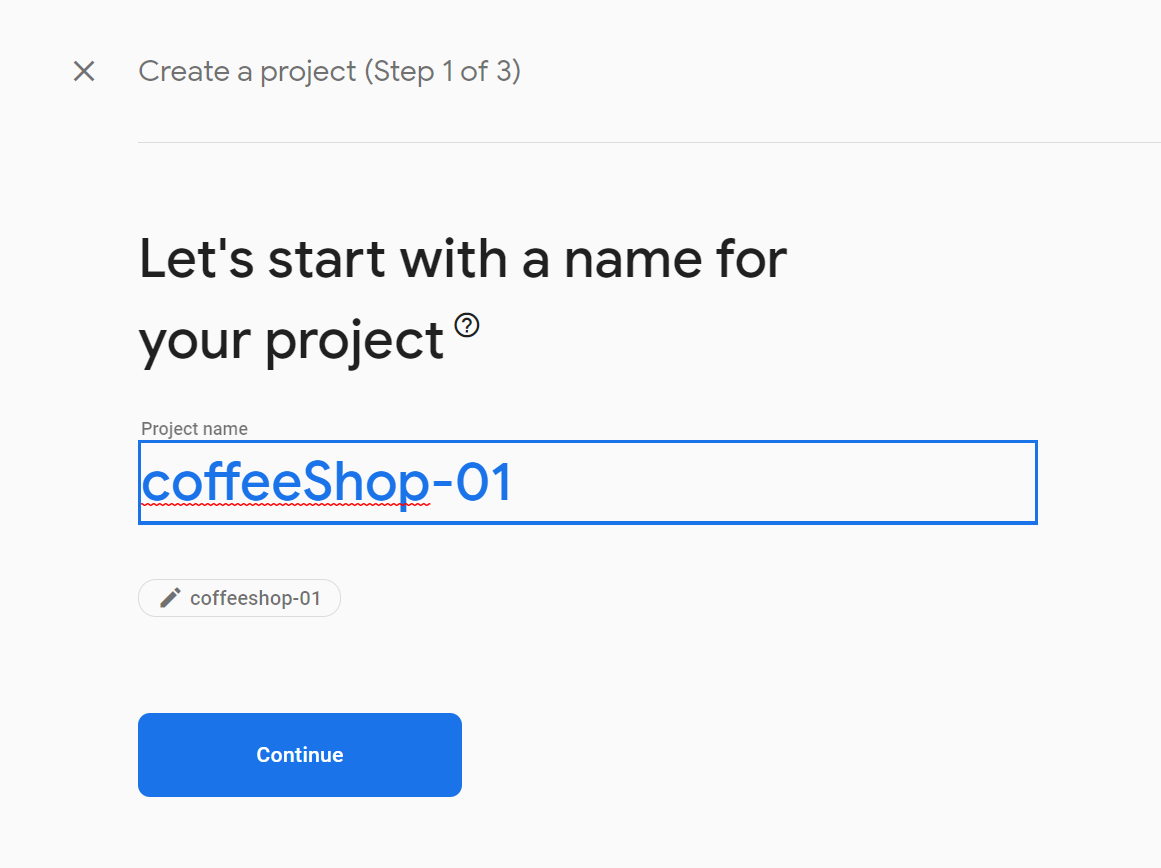 Create a project (Step 1 of 3)
Let's start with a name for
your project
Project name
coffeeShop-01
coffeeshop-01
Continue